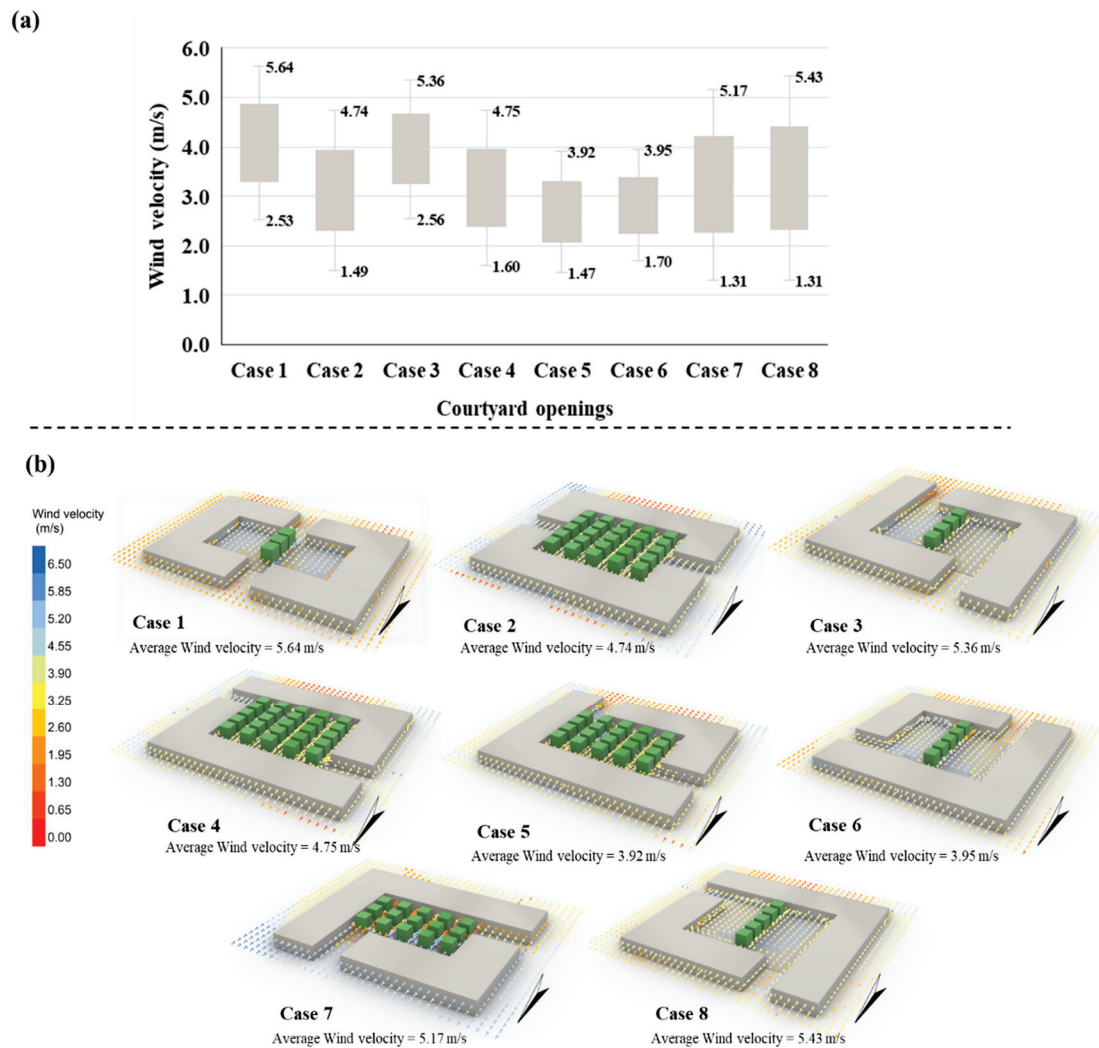 (a)
Wind velocity (m/s)
6.0
5.0
4.0
3.0
2.0
1.0
0.0
5.64
2.53
4.74
1.49
5.36
2.56
4.75
1.60
3.92
1.47
3.95
1.70
5.17
1.31
5.43
1.31
Case 1 Case 2 Case 3 Case 4 Case 5 Case 6 Case 7 Case 8
Courtyard openings
(b)
Wind velocity
(m/s)
6.50
5.85
5.20
4.55
3.90
3.25
2.60
1.95
1.30
0.65
0.00
Case 1
Average Wind velocity = 5.64 m/s
Case 2
Average Wind velocity = 4.74 m/s
Case 3
Average Wind velocity = 5.36 m/s
Case 4
Average Wind velocity = 4.75 m/s
Case 5
Average Wind velocity = 3.92 m/s
Case 6
Average Wind velocity = 3.95 m/s
Case 7
Average Wind velocity = 5.17 m/s
Case 8
Average Wind velocity = 5.43 m/s